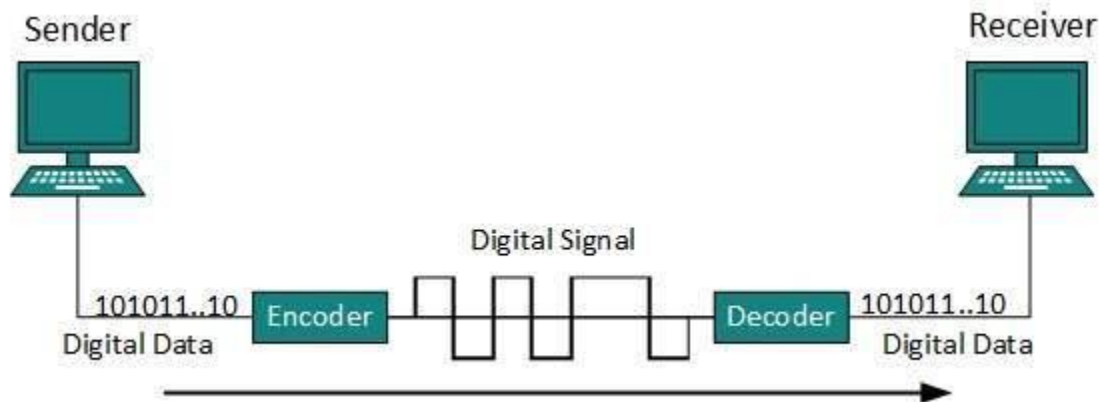 Sender
Receiver
Digital Signal
101011..10
Encoder
Decoder
101011..10
Digital Data
Digital Data